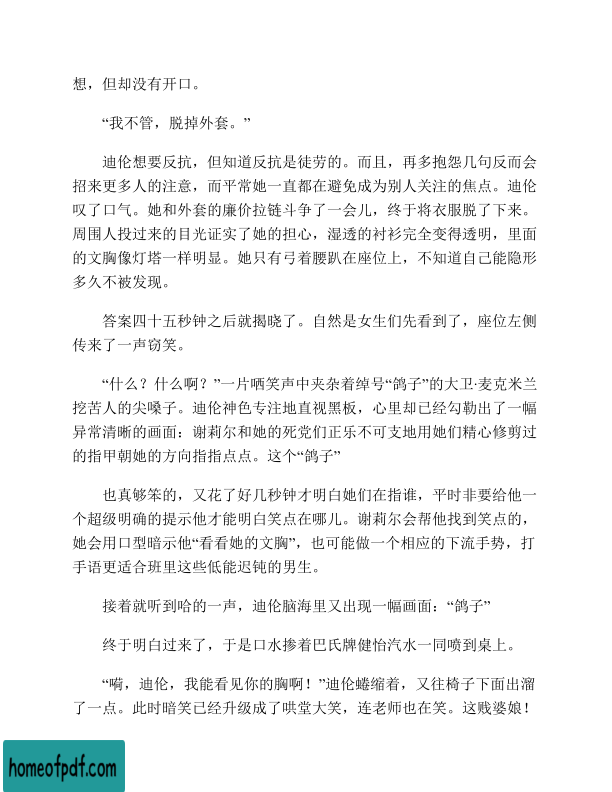 想，但却没有开口。
“我不管，脱掉外套。”
迪伦想要反抗，但知道反抗是徒劳的。而且，再多抱怨几句反而会
招来更多人的注意，而平常她一直都在避免成为别人关注的焦点。迪伦
叹了口气。她和外套的廉价拉链斗争了一会儿，终于将衣服脱了下来。
周围人投过来的目光证实了她的担心，湿透的衬衫完全变得透明，里面
的文胸像灯塔一样明显。她只有弓着腰趴在座位上，不知道自己能隐形
多久不被发现。
答案四十五秒钟之后就揭晓了。自然是女生们先看到了，座位左侧
传来了一声窃笑。
“什么？什么啊？”一片哂笑声中夹杂着绰号“鸽子”的大卫·麦克米兰
挖苦人的尖嗓子。迪伦神色专注地直视黑板，心里却已经勾勒出了一幅
异常清晰的画面：谢莉尔和她的死党们正乐不可支地用她们精心修剪过
的指甲朝她的方向指指点点。这个“鸽子”
也真够笨的，又花了好几秒钟才明白她们在指谁，平时非要给他一
个超级明确的提示他才能明白笑点在哪儿。谢莉尔会帮他找到笑点的，
她会用口型暗示他“看看她的文胸”，也可能做一个相应的下流手势，打
手语更适合班里这些低能迟钝的男生。
接着就听到哈的一声，迪伦脑海里又出现一幅画面：“鸽子”
终于明白过来了，于是口水掺着巴氏牌健怡汽水一同喷到桌上。
“嗬，迪伦，我能看见你的胸啊！”迪伦蜷缩着，又往椅子下面出溜
了一点。此时暗笑已经升级成了哄堂大笑，连老师也在笑。这贱婆娘！
homeofpdf.com